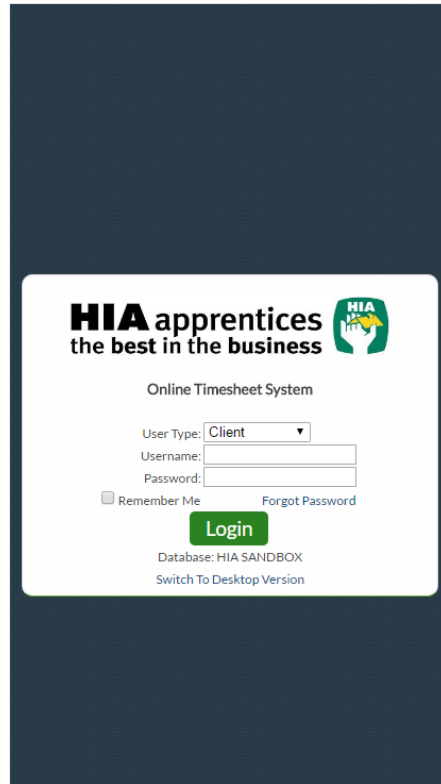 HIA apprentices
the best in the business
HIA
Online Timesheet System
User Type: Client
Username:
Password:
Remember Me Forgot Password
Login
Database: HIA SANDBOX
Switch To Desktop Version